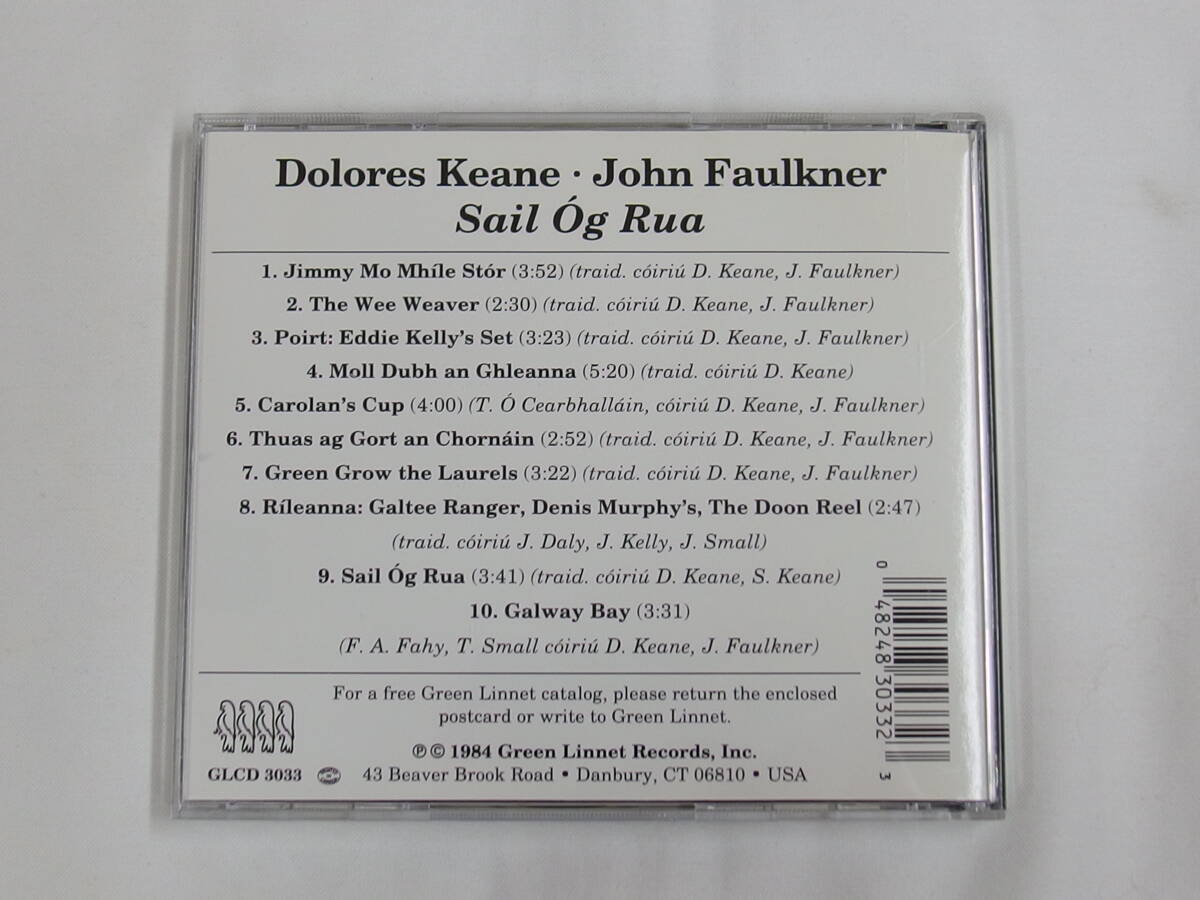 Dolores Keane · John Faulkner
Sail Óg Rua
1. Jimmy Mo Mhíle Stór (3:52) (traid. cóiriú D. Keane, J. Faulkner)
2. The Wee Weaver (2:30) (traid. cóiriú D. Keane, J. Faulkner)
3. Poirt: Eddie Kelly's Set (3:23) (traid. cóiriú D. Keane, J. Faulkner)
4. Moll Dubh an Ghleanna (5:20) (traid. cóiriú D. Keane)
5. Carolan's Cup (4:00) (T. Ó Cearbhalláin, cóiriú D. Keane, J. Faulkner)
6. Thuas ag Gort an Chornáin (2:52) (traid. cóiriú D. Keane, J. Faulkner)
7. Green Grow the Laurels (3:22) (traid. cóiriú D. Keane, J. Faulkner)
8. Ríleanna: Galtee Ranger, Denis Murphy's, The Doon Reel (2:47)
(traid. cóiriú J. Daly, J. Kelly, J. Small)
9. Sail Óg Rua (3:41) (traid. cóiriú D. Keane, S. Keane)
10. Galway Bay (3:31)
(F. A. Fahy, T. Small cóiriú D. Keane, J. Faulkner)
For a free Green Linnet catalog, please return the enclosed
postcard or write to Green Linnet.
℗ © 1984 Green Linnet Records, Inc.
GLCD 3033 43 Beaver Brook Road • Danbury, CT 06810 • USA
0 48248 30332 3